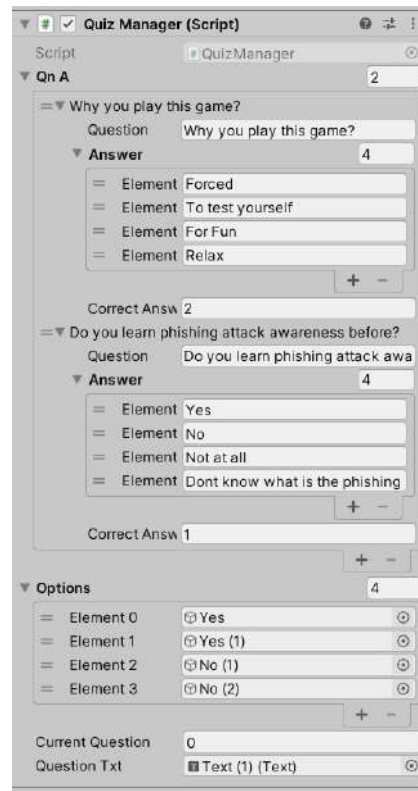 Quiz Manager (Script)
Script QuizManager
Qn A 2
Why you play this game?
Question Why you play this game?
Answer 4
Element Forced
Element To test yourself
Element For Fun
Element Relax
+ -
Correct Answ 2
Do you learn phishing attack awareness before?
Question Do you learn phishing attack awa
Answer 4
Element Yes
Element No
Element Not at all
Element Dont know what is the phishing
+ -
Correct Answ 1
+ -
Options 4
Element 0 Yes
Element 1 Yes (1)
Element 2 No (1)
Element 3 No (2)
+ -
Current Question 0
Question Txt Text (1) (Text)